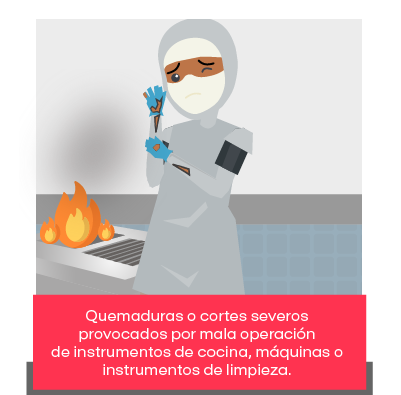 Quemaduras o cortes severos
provocados por mala operación
de instrumentos de cocina, máquinas o
instrumentos de limpieza.